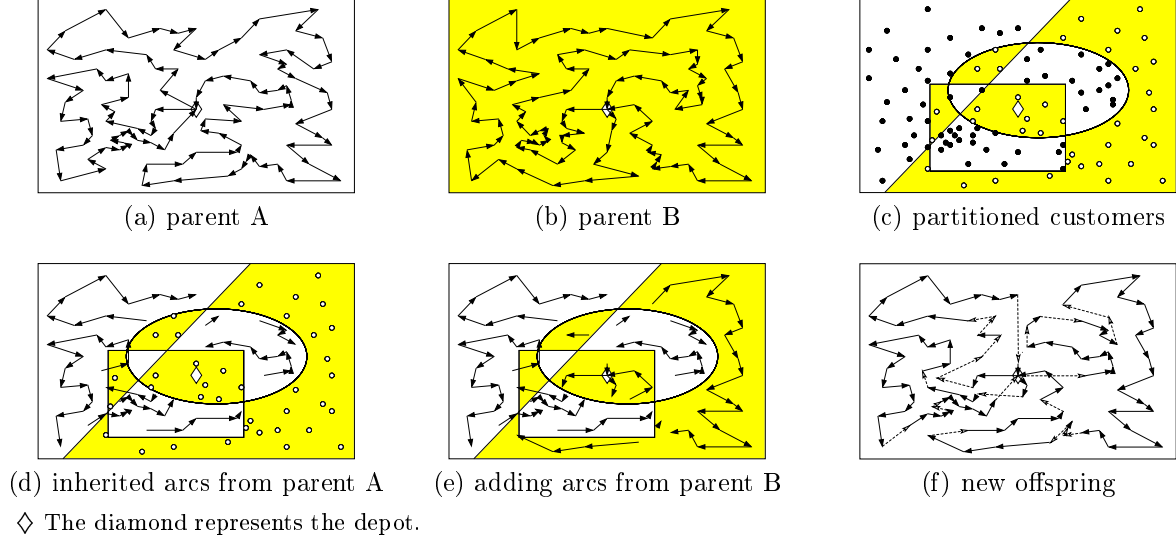 (a) parent A
(b) parent B
(c) partitioned customers
(d) inherited arcs from parent A
(e) adding arcs from parent B
(f) new offspring
The diamond represents the depot.